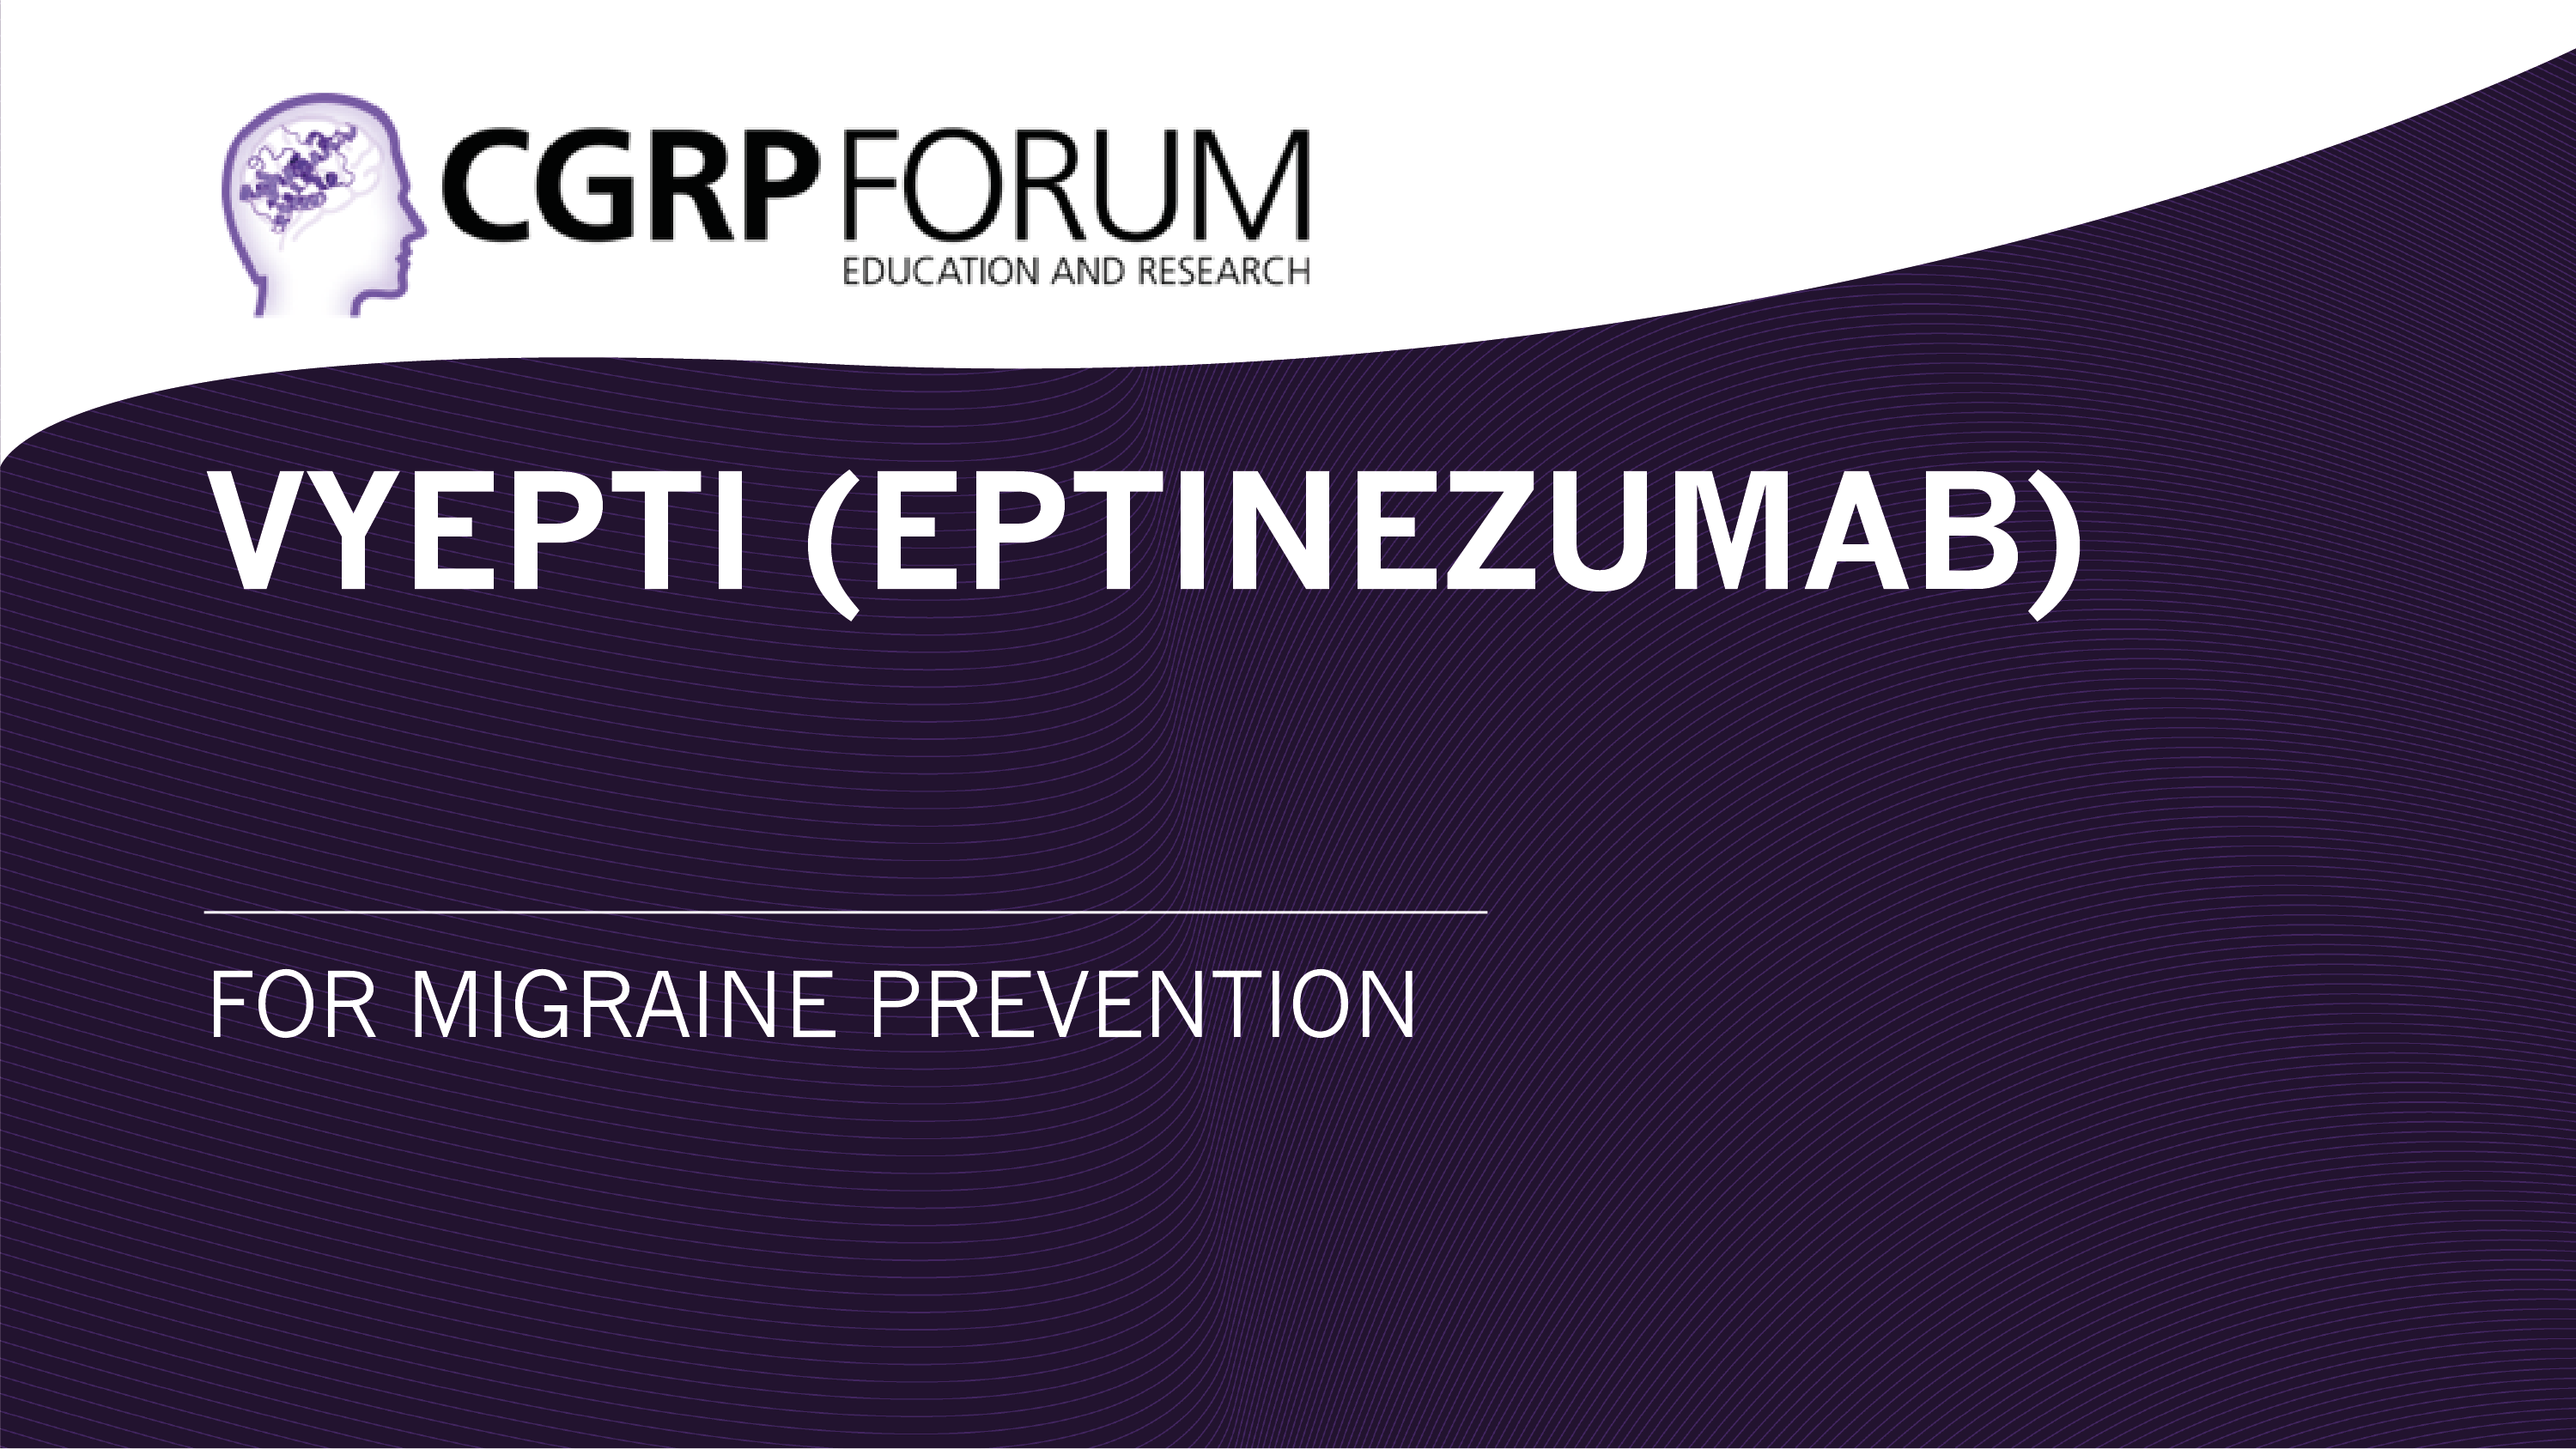 CGRP FORUM
EDUCATION AND RESEARCH
VYEPTI (EPTINEZUMAB)
FOR MIGRAINE PREVENTION